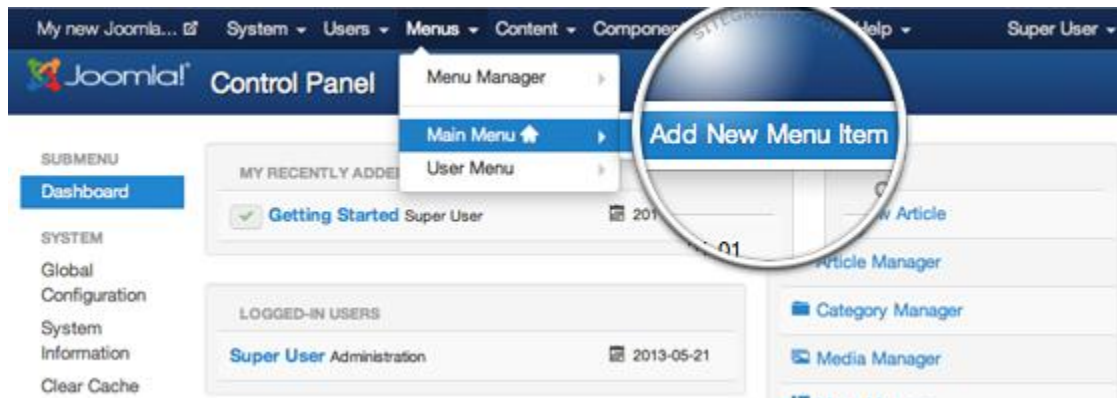 My new Joomla... System Users Menus Content Componen Help Super User
Joomla!
Control Panel
Menu Manager
Main Menu
User Menu
Add New Menu Item
SUBMENU
Dashboard
SYSTEM
Global
Configuration
System
Information
Clear Cache
MY RECENTLY ADDE
Getting Started Super User 201
01
LOGGED-IN USERS
Super User Administration 2013-05-21
Article
Article Manager
Category Manager
Media Manager